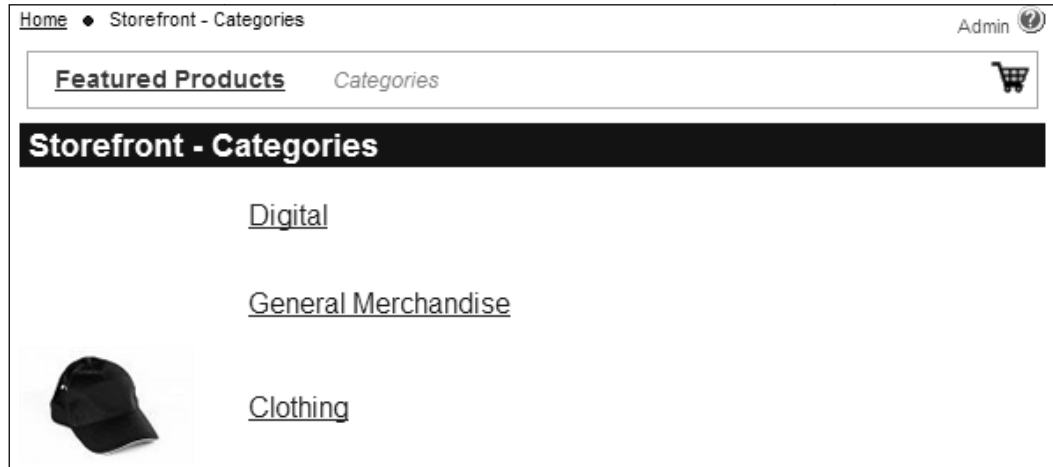 Home ● Storefront - Categories
Admin ?
Featured Products Categories
Storefront - Categories
Digital
General Merchandise
Clothing